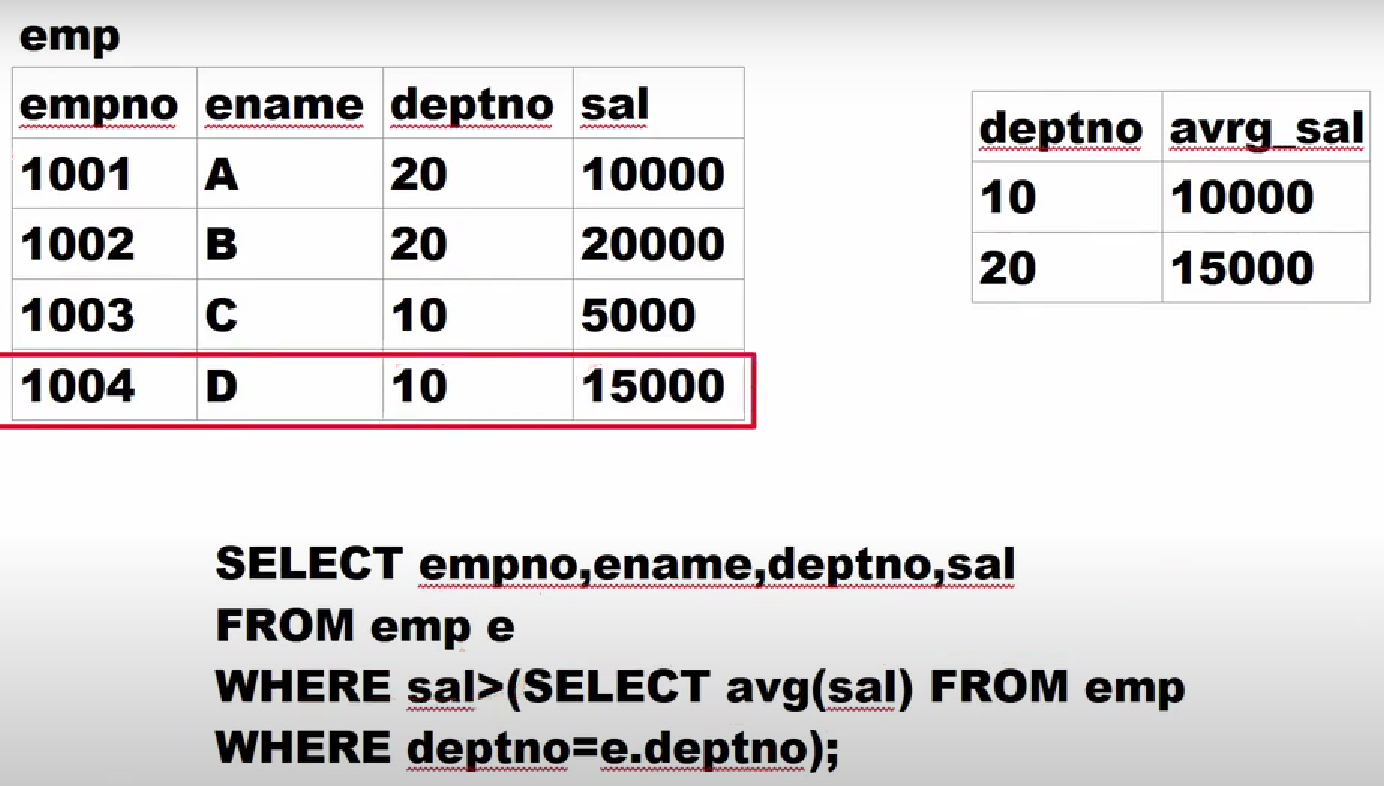 emp
empno ename deptno sal
1001 A 20 10000
1002 B 20 20000
1003 C 10 5000
1004 D 10 15000
deptno avrg_sal
10 10000
20 15000
SELECT empno,ename,deptno,sal
FROM emp e
WHERE sal>(SELECT avg(sal) FROM emp
WHERE deptno=e.deptno);